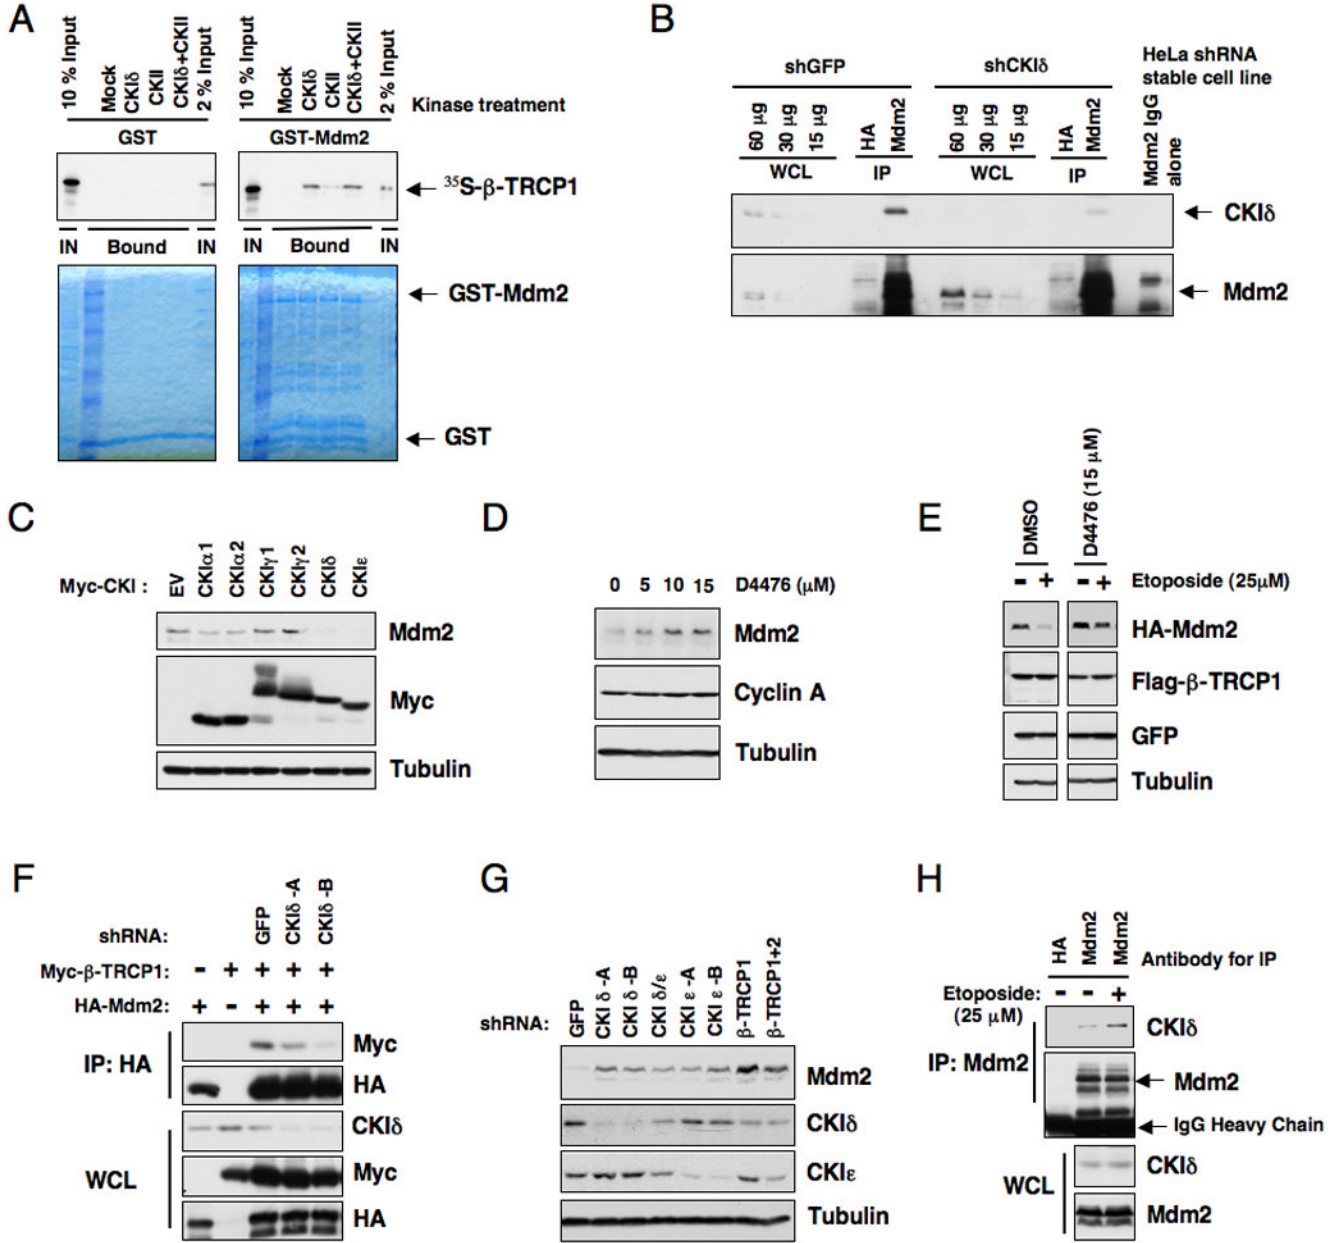 A
10 % Input
Mock
CKIδ
CKII
CKIδ+CKII
2 % Input
10 % Input
Mock
CKIδ
CKII
CKIδ+CKII
2 % Input
Kinase treatment
GST
GST-Mdm2
35S-β-TRCP1
IN
Bound
IN
IN
Bound
IN
GST-Mdm2
GST
B
shGFP
shCKIδ
HeLa shRNA
stable cell line
60 μg
30 μg
15 μg
HA
Mdm2
60 μg
30 μg
15 μg
HA
Mdm2
Mdm2 IgG
alone
WCL
IP
WCL
IP
CKIδ
Mdm2
C
Myc-CKI :
EV
CKIα1
CKIα2
CKIγ1
CKIγ2
CKIδ
CKIε
Mdm2
Myc
Tubulin
D
0 5 10 15 D4476 (μM)
Mdm2
Cyclin A
Tubulin
E
DMSO
D4476 (15 μM)
- + - + Etoposide (25μM)
HA-Mdm2
Flag-β-TRCP1
GFP
Tubulin
F
shRNA:
GFP
CKIδ -A
CKIδ -B
Myc-β-TRCP1: - + + + +
HA-Mdm2: + - + + +
IP: HA
Myc
HA
WCL
CKIδ
Myc
HA
G
shRNA:
GFP
CKI δ -A
CKI δ -B
CKI δ/ε
CKI ε -A
CKI ε -B
β-TRCP1
β-TRCP1+2
Mdm2
CKIδ
CKIε
Tubulin
H
HA
Mdm2
Mdm2
Antibody for IP
Etoposide: - - +
(25 μM)
IP: Mdm2
CKIδ
Mdm2
IgG Heavy Chain
WCL
CKIδ
Mdm2